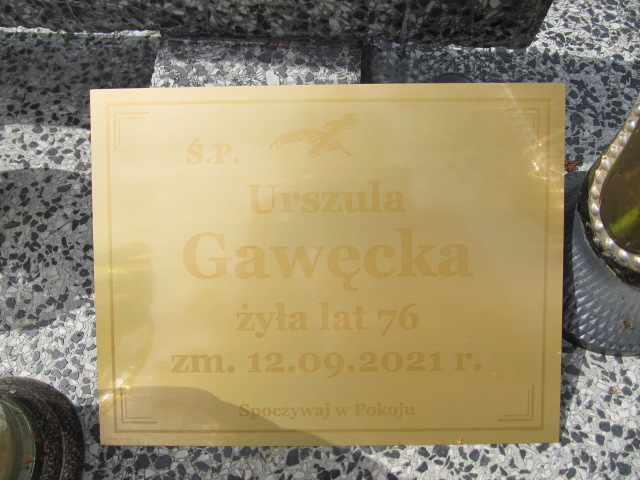 Ś.P.
Urszula
Gawęcka
żyła lat 76
zm. 12.09.2021 r.
Spoczywaj w Pokoju